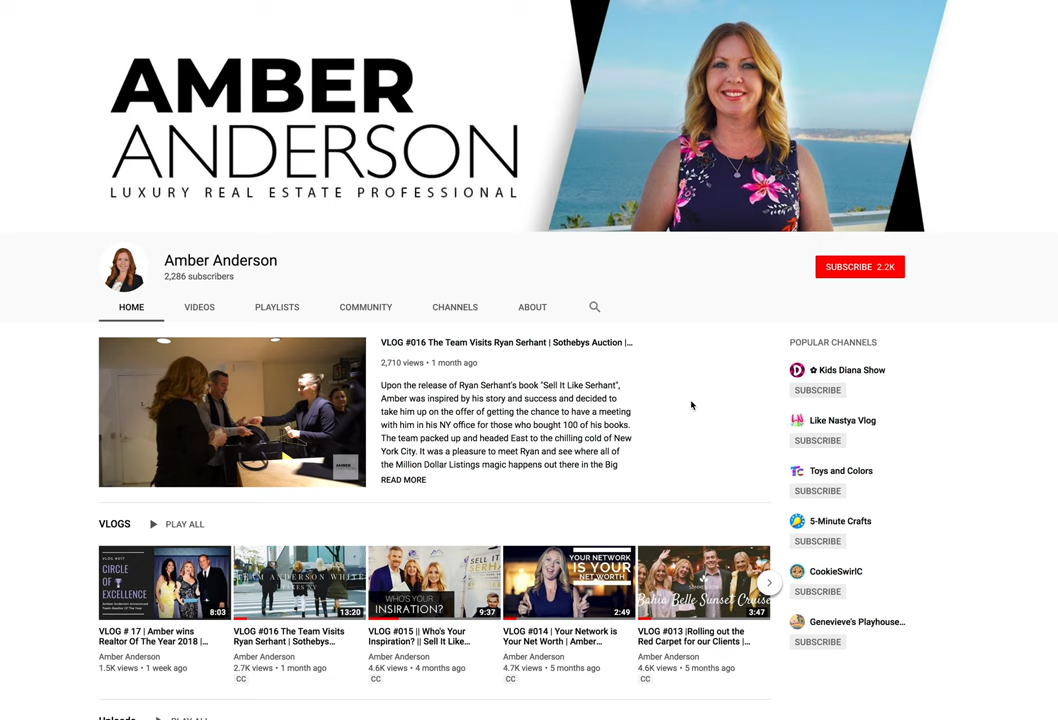 AMBER
ANDERSON
LUXURY REAL ESTATE PROFESSIONAL
Amber Anderson
2,286 subscribers
SUBSCRIBE 2.2K
HOME VIDEOS PLAYLISTS COMMUNITY CHANNELS ABOUT
VLOG #016 The Team Visits Ryan Serhant | Sothebys Auction |...
2,710 views • 1 month ago
Upon the release of Ryan Serhant's book "Sell It Like Serhant",
Amber was inspired by his story and success and decided to
take him up on the offer of getting the chance to have a meeting
with him in his NY office for those who bought 100 of his books.
The team packed up and headed East to the chilling cold of New
York City. It was a pleasure to meet Ryan and see where all of
the Million Dollar Listings magic happens out there in the Big
READ MORE
POPULAR CHANNELS
✿ Kids Diana Show
SUBSCRIBE
Like Nastya Vlog
SUBSCRIBE
Toys and Colors
SUBSCRIBE
5-Minute Crafts
SUBSCRIBE
CookieSwirlC
SUBSCRIBE
Genevieve's Playhouse...
SUBSCRIBE
VLOGS PLAY ALL
VLOG #017
CIRCLE
OF
EXCELLENCE
8:03
TEAM ANDERSON WHITE
TAKES NY
13:20
SELL IT
WHO'S YOUR
INSIRATION?
9:37
YOUR NETWORK
IS YOUR
NET WORTH
2:49
Bahia Belle Sunset Cruise
3:47
VLOG # 17 | Amber wins
Realtor Of The Year 2018 |...
Amber Anderson
1.5K views • 1 week ago
VLOG #016 The Team Visits
Ryan Serhant | Sothebys...
Amber Anderson
2.7K views • 1 month ago
CC
VLOG #015 || Who's Your
Inspiration? || Sell It Like...
Amber Anderson
4.6K views • 4 months ago
CC
VLOG #014 | Your Network is
Your Net Worth | Amber...
Amber Anderson
4.7K views • 5 months ago
CC
VLOG #013 |Rolling out the
Red Carpet for our Clients |...
Amber Anderson
4.6K views • 5 months ago
CC
Uploads PLAY ALL